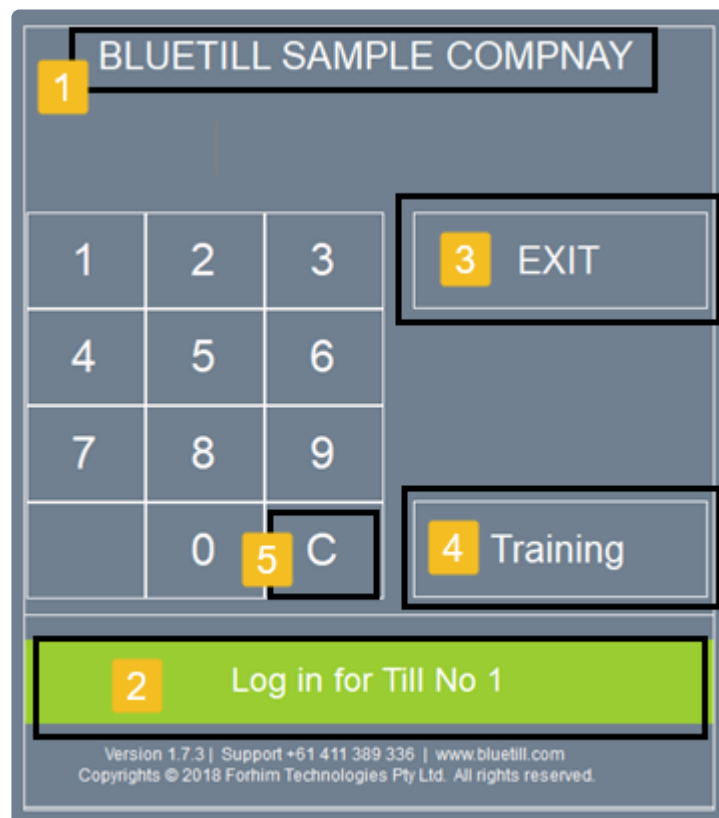 BLUETILL SAMPLE COMPNAY
1
1 2 3
3 EXIT
4 5 6
7 8 9
0 5 C
4 Training
2 Log in for Till No 1
Version 1.7.3 | Support +61 411 389 336 | www.bluetill.com
Copyrights © 2018 Forhim Technologies Pty Ltd. All rights reserved.